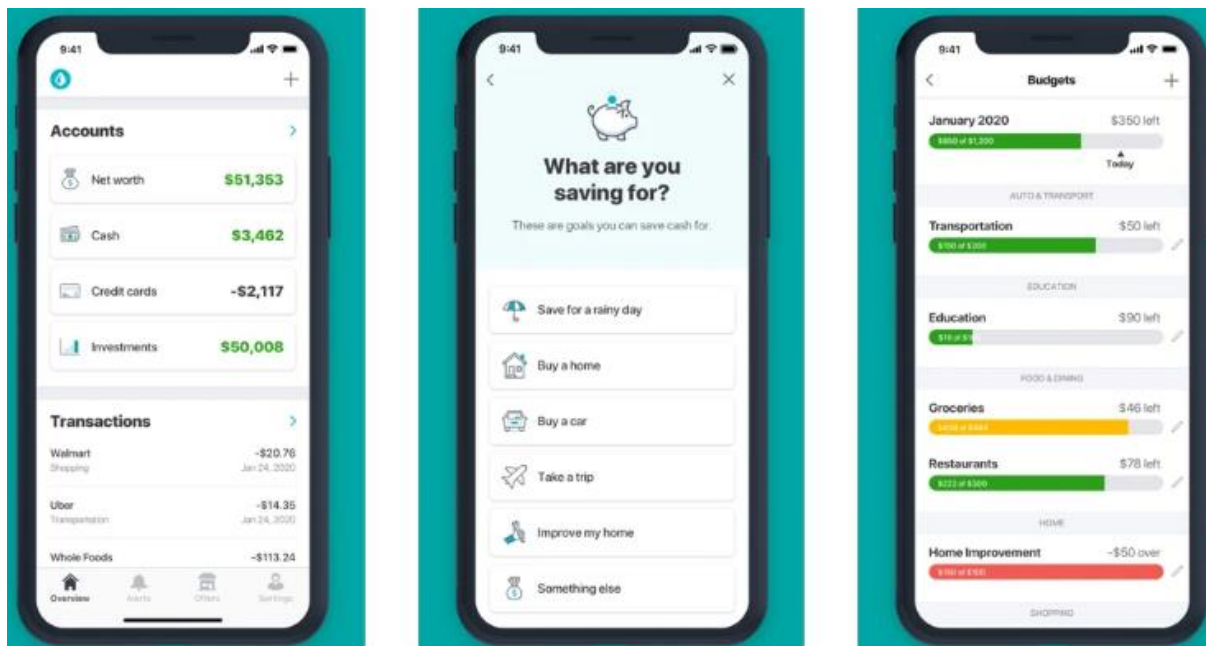 9:41
Accounts
Net worth $51,353
Cash $3,462
Credit cards -$2,117
Investments $50,008
Transactions
Walmart -$20.76
Shopping Jan 24, 2020
Uber -$14.35
Transportation Jan 24, 2020
Whole Foods -$113.24
Overview Alerts Offers Settings
9:41
What are you
saving for?
These are goals you can save cash for.
Save for a rainy day
Buy a home
Buy a car
Take a trip
Improve my home
Something else
9:41
Budgets
January 2020 $350 left
$850 of $1,200
Today
AUTO & TRANSPORT
Transportation $50 left
$150 of $200
EDUCATION
Education $90 left
FOOD & DINING
Groceries $46 left
Restaurants $78 left
$222 of $300
HOME
Home Improvement -$50 over
$150 of $100
SHOPPING